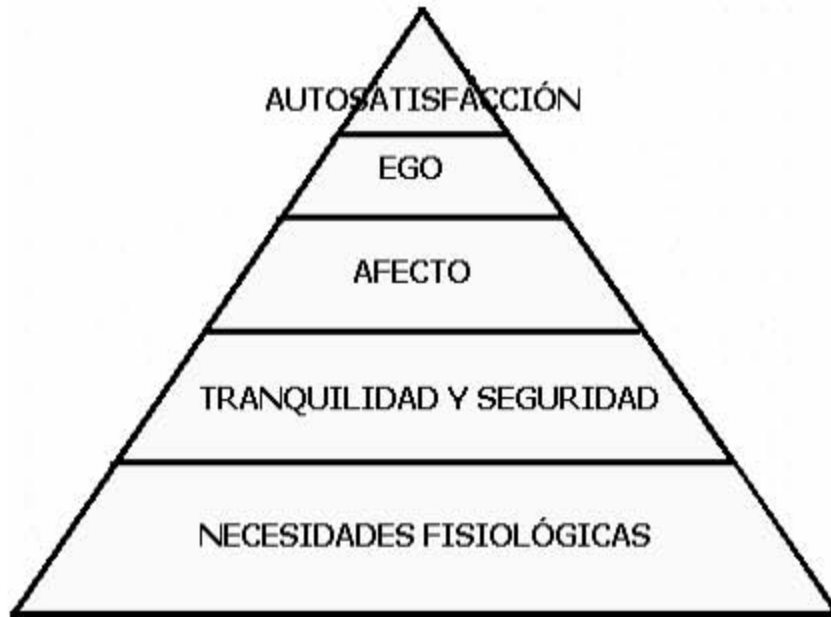 AUTOSATISFACCIÓN
EGO
AFECTO
TRANQUILIDAD Y SEGURIDAD
NECESIDADES FISIOLÓGICAS